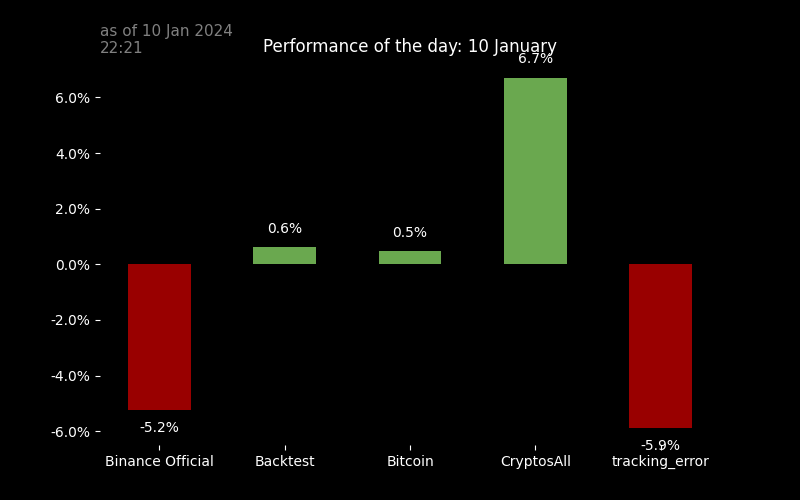 as of 10 Jan 2024
22:21
Performance of the day: 10 January
6.7%
6.0%
4.0%
2.0%
0.6%
0.5%
0.0%
-2.0%
-4.0%
-5.2%
-6.0%
-5.9%
Binance Official
Backtest
Bitcoin
CryptosAll
tracking_error